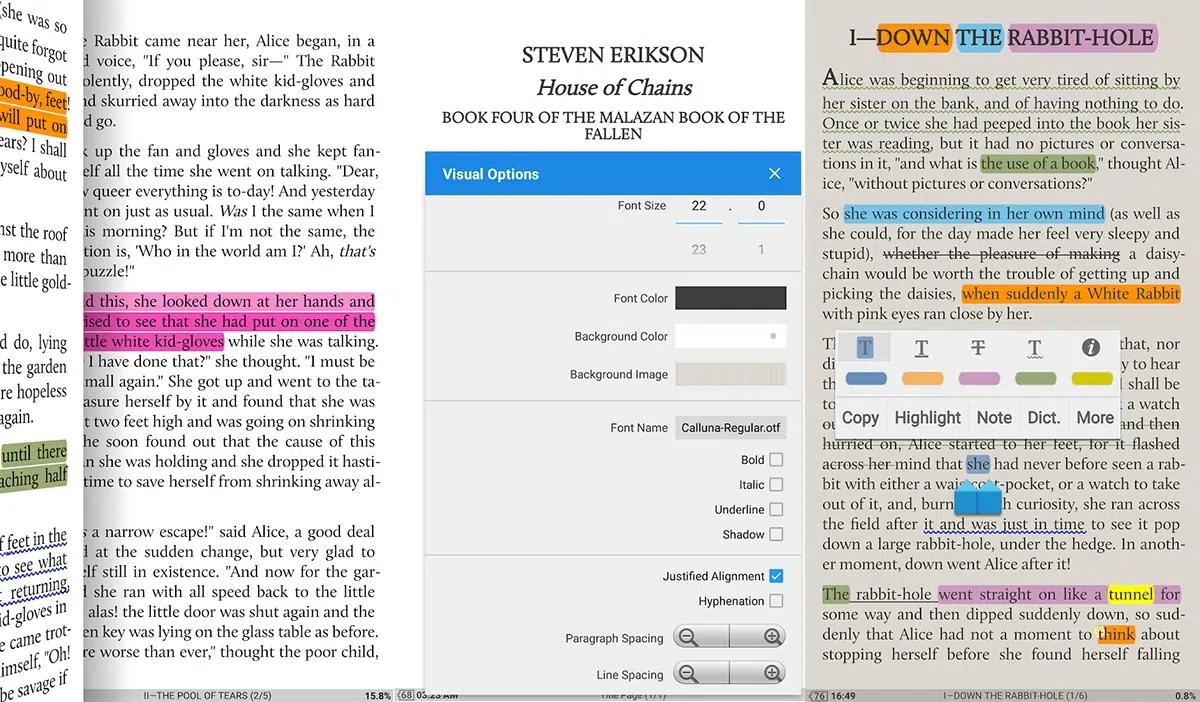 (she was so
quite forgot
opening out
ood-by, feet!
will put on
ears? I shall
yself about
nst the roof
more than
e little gold-
d do, lying
the garden
re hopeless
again.
until there
aching half
f feet in the
to see what
returning,
id-gloves in
e came trot-
imself, "Oh!
be savage if
Rabbit came near her, Alice began, in a
voice, "If you please, sir—" The Rabbit
olently, dropped the white kid-gloves and
nd skurried away into the darkness as hard
d go.
up the fan and gloves and she kept fan-
elf all the time she went on talking. "Dear,
queer everything is to-day! And yesterday
nt on just as usual. Was I the same when I
is morning? But if I'm not the same, the
tion is, 'Who in the world am I?' Ah, that's
puzzle!"
d this, she looked down at her hands and
ised to see that she had put on one of the
ttle white kid-gloves while she was talking.
I have done that?" she thought. "I must be
mall again." She got up and went to the ta-
asure herself by it and found that she was
t two feet high and was going on shrinking
he soon found out that the cause of this
n she was holding and she dropped it hasti-
time to save herself from shrinking away al-
s a narrow escape!" said Alice, a good deal
at the sudden change, but very glad to
elf still in existence. "And now for the gar-
she ran with all speed back to the little
alas! the little door was shut again and the
en key was lying on the glass table as before.
re worse than ever," thought the poor child,
II—THE POOL OF TEARS (2/5) 15.8%
STEVEN ERIKSON
House of Chains
BOOK FOUR OF THE MALAZAN BOOK OF THE
FALLEN
Visual Options
Font Size 22 . 0
23 1
Font Color
Background Color
Background Image
Font Name Calluna-Regular.otf
Bold
Italic
Underline
Shadow
Justified Alignment
Hyphenation
Paragraph Spacing
Line Spacing
68 03:23 AM Title Page (1/1)
I—DOWN THE RABBIT-HOLE
Alice was beginning to get very tired of sitting by
her sister on the bank, and of having nothing to do.
Once or twice she had peeped into the book her sis-
ter was reading, but it had no pictures or conversa-
tions in it, "and what is the use of a book," thought Al-
ice, "without pictures or conversations?"
So she was considering in her own mind (as well as
she could, for the day made her feel very sleepy and
stupid), whether the pleasure of making a daisy-
chain would be worth the trouble of getting up and
picking the daisies, when suddenly a White Rabbit
with pink eyes ran close by her.
that, nor
y to hear
shall be
a watch
and then
T T T T i
Copy Highlight Note Dict. More
hurried on, Alice started to her feet, for it flashed
across her mind that she had never before seen a rab-
bit with either a waistcoat-pocket, or a watch to take
out of it, and, burn h curiosity, she ran across
the field after it and was just in time to see it pop
down a large rabbit-hole, under the hedge. In anoth-
er moment, down went Alice after it!
The rabbit-hole went straight on like a tunnel for
some way and then dipped suddenly down, so sud-
denly that Alice had not a moment to think about
stopping herself before she found herself falling
76 16:49 I—DOWN THE RABBIT-HOLE (1/6) 0.8%